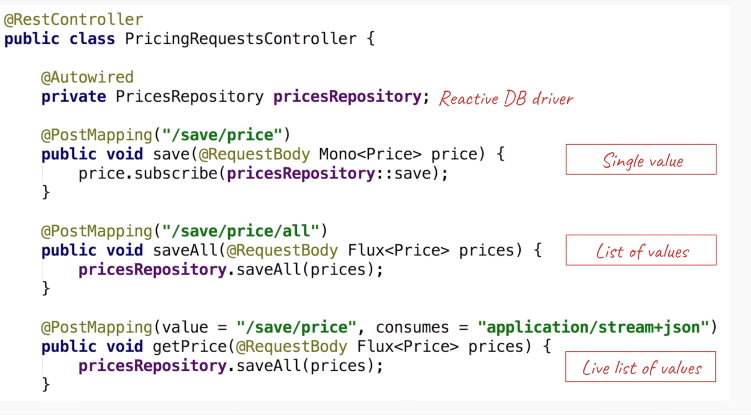 @RestController
public class PricingRequestsController {
@Autowired
private PricesRepository pricesRepository; Reactive DB driver
@PostMapping("/save/price")
public void save(@RequestBody Mono<Price> price) {
Single value
price.subscribe(pricesRepository::save);
}
@PostMapping("/save/price/all")
public void saveAll(@RequestBody Flux<Price> prices) {
List of values
pricesRepository.saveAll(prices);
}
@PostMapping(value = "/save/price", consumes = "application/stream+json")
public void getPrice(@RequestBody Flux<Price> prices) {
pricesRepository.saveAll(prices);
Live list of values
}